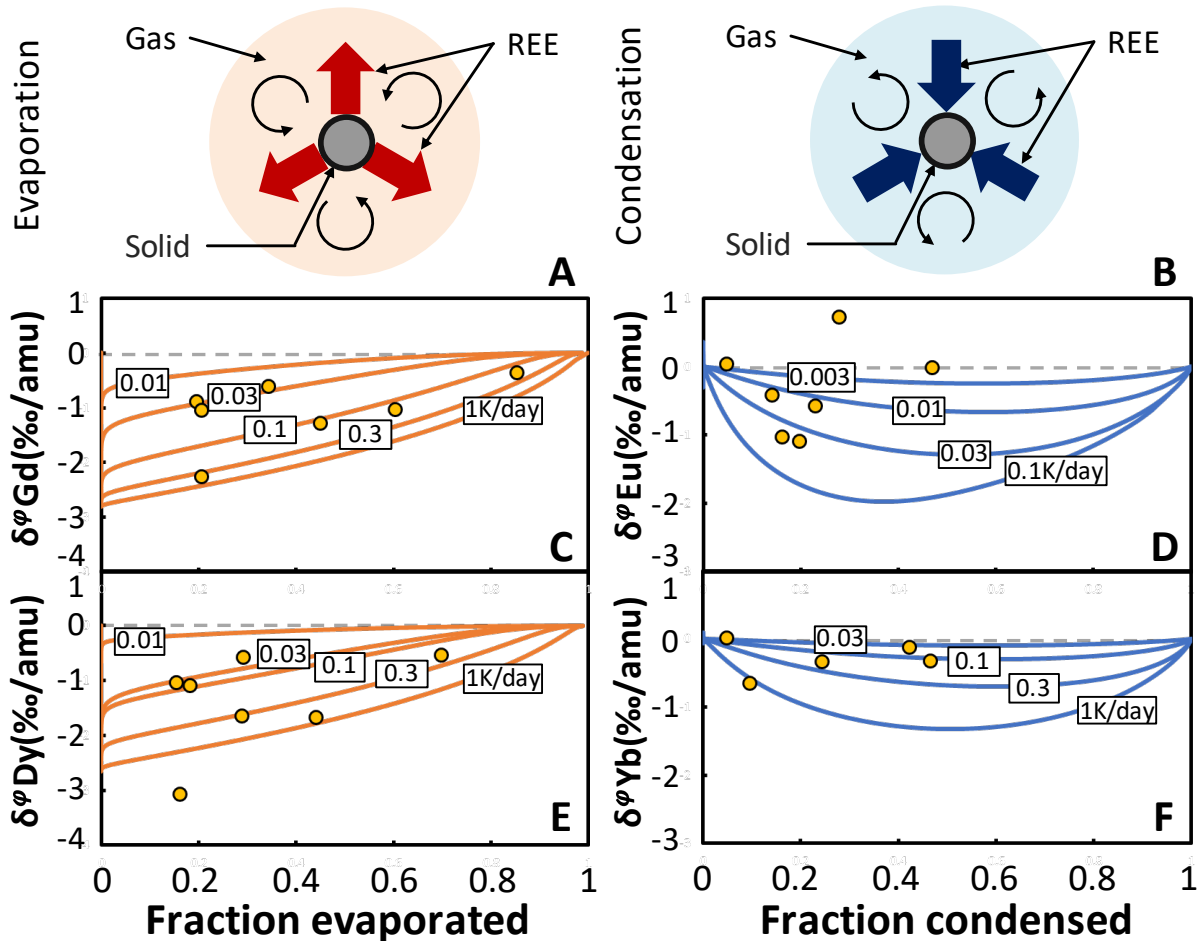 Evaporation
Gas
REE
Solid
A
Condensation
Gas
REE
Solid
B
δᵠGd(‰/amu)
1
0
-1
-2
-3
-4
0.01
0.03
0.1
0.3
1K/day
C
δᵠEu(‰/amu)
1
0
-1
-2
-3
0.003
0.01
0.03
0.1K/day
D
δᵠDy(‰/amu)
1
0
-1
-2
-3
-4
0.01
0.03
0.1
0.3
1K/day
E
0 0.2 0.4 0.6 0.8 1
Fraction evaporated
δᵠYb(‰/amu)
1
0
-1
-2
-3
0.03
0.1
0.3
1K/day
F
0 0.2 0.4 0.6 0.8 1
Fraction condensed